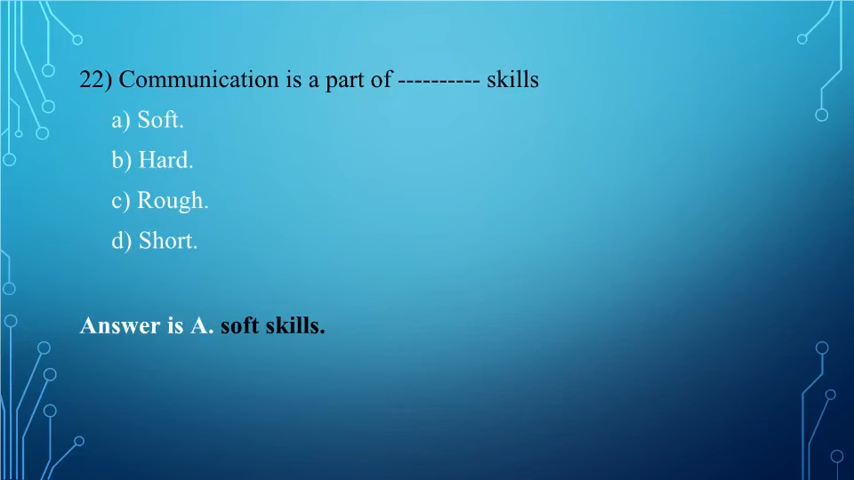 22) Communication is a part of ---------- skills
a) Soft.
b) Hard.
c) Rough.
d) Short.
Answer is A. soft skills.